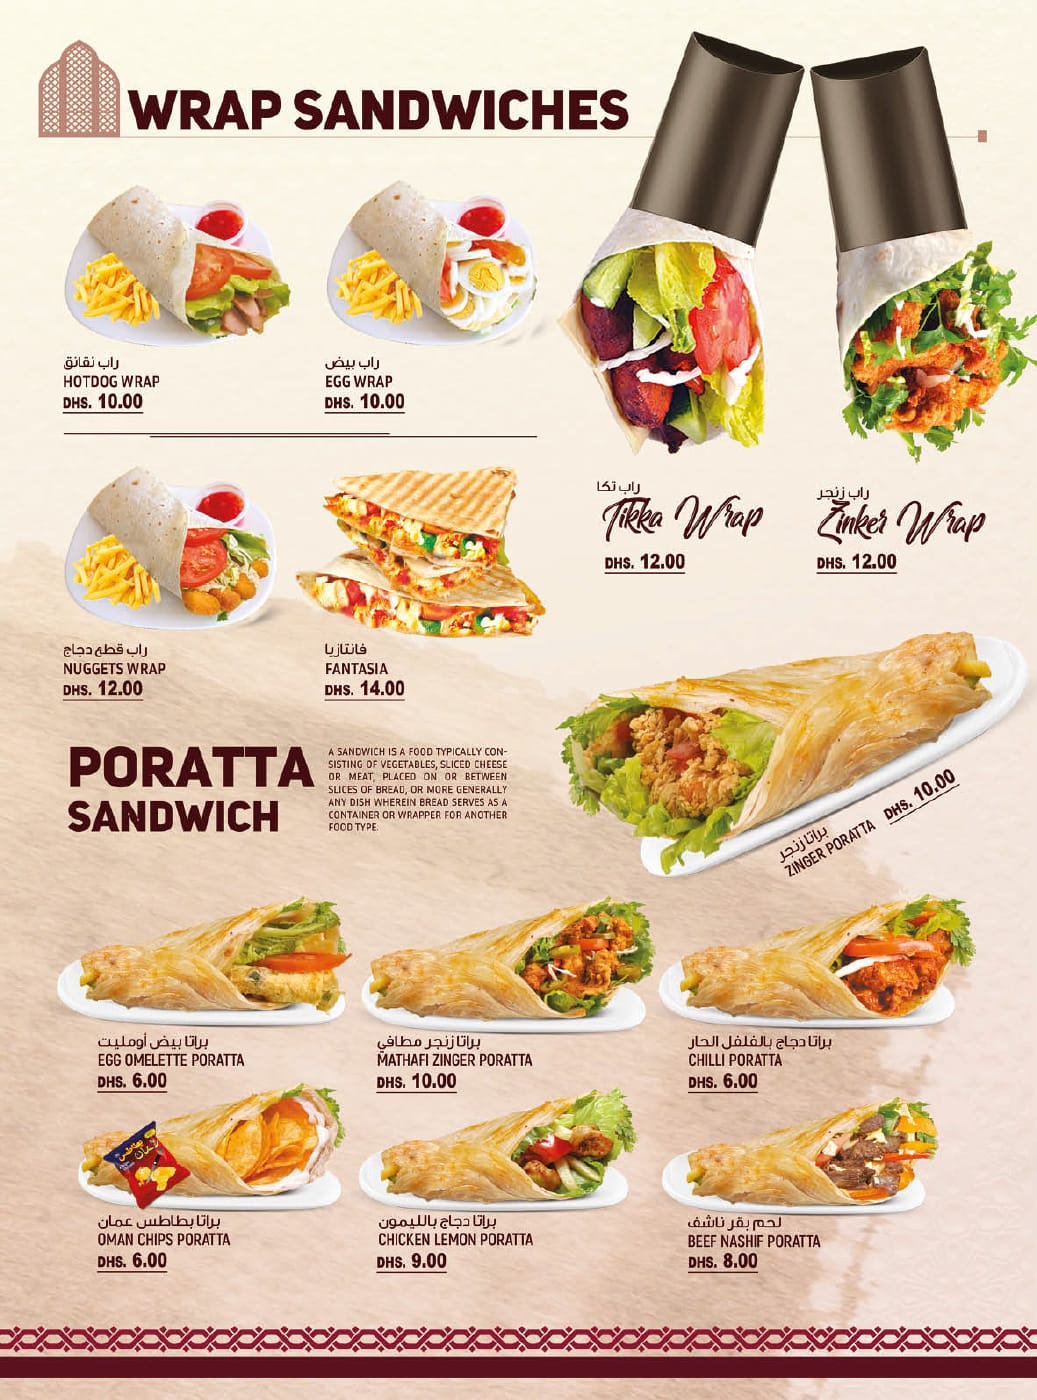 WRAP SANDWICHES
راب نقانق
HOTDOG WRAP
DHS. 10.00
راب بيض
EGG WRAP
DHS. 10.00
راب تكا
Tikka Wrap
DHS. 12.00
راب زنجر
Zinker Wrap
DHS. 12.00
راب قطع دجاج
NUGGETS WRAP
DHS. 12.00
فانتازيا
FANTASIA
DHS. 14.00
PORATTA
SANDWICH
A SANDWICH IS A FOOD TYPICALLY CON-
SISTING OF VEGETABLES, SLICED CHEESE
OR MEAT, PLACED ON OR BETWEEN
SLICES OF BREAD, OR MORE GENERALLY
ANY DISH WHEREIN BREAD SERVES AS A
CONTAINER OR WRAPPER FOR ANOTHER
FOOD TYPE.
براتا زنجر
ZINGER PORATTA
DHS. 10.00
براتا بيض أومليت
EGG OMELETTE PORATTA
DHS. 6.00
براتا زنجر مطافي
MATHAFI ZINGER PORATTA
DHS. 10.00
براتا دجاج بالفلفل الحار
CHILLI PORATTA
DHS. 6.00
بطاطس
عمان
براتا بطاطس عمان
OMAN CHIPS PORATTA
DHS. 6.00
براتا دجاج بالليمون
CHICKEN LEMON PORATTA
DHS. 9.00
لحم بقر ناشف
BEEF NASHIF PORATTA
DHS. 8.00